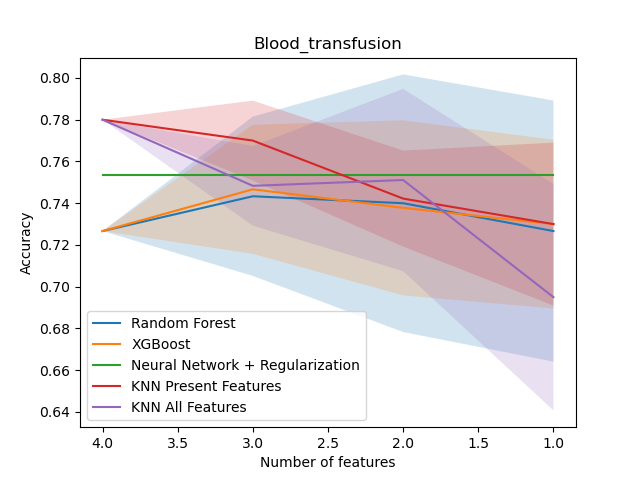 Blood_transfusion
Accuracy
0.80
0.78
0.76
0.74
0.72
0.70
0.68
0.66
0.64
Random Forest
XGBoost
Neural Network + Regularization
KNN Present Features
KNN All Features
4.0 3.5 3.0 2.5 2.0 1.5 1.0
Number of features